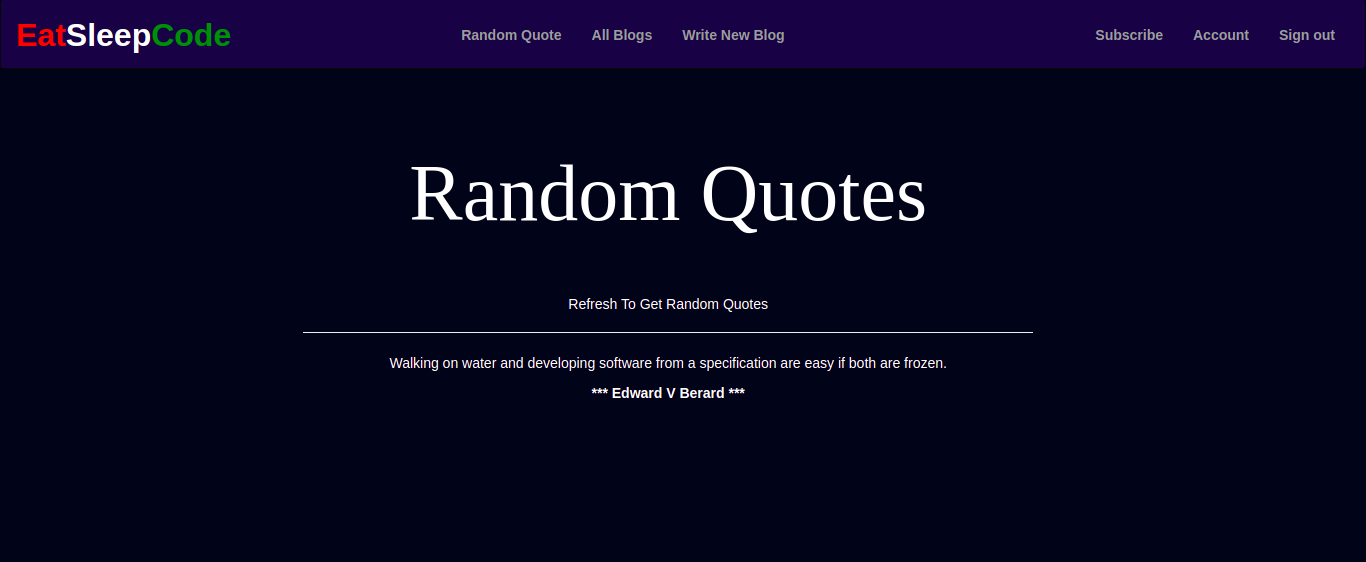 EatSleepCode Random Quote All Blogs Write New Blog Subscribe Account Sign out
Random Quotes
Refresh To Get Random Quotes
Walking on water and developing software from a specification are easy if both are frozen.
*** Edward V Berard ***